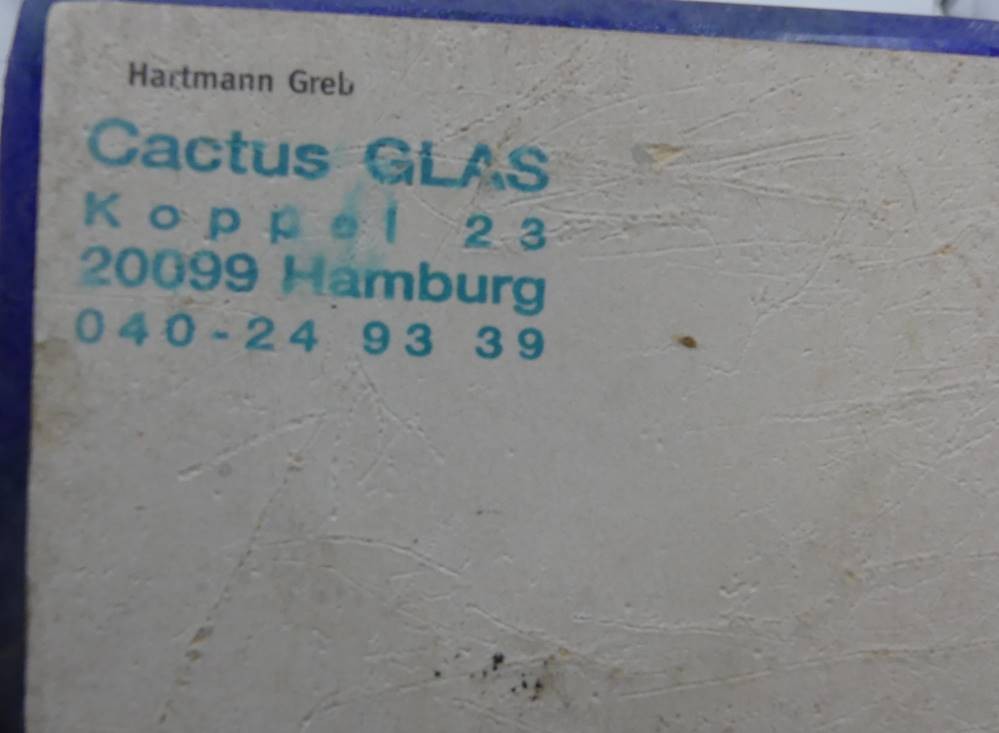 Hartmann Greb
Cactus GLAS
Koppel 23
20099 Hamburg
040-24 93 39